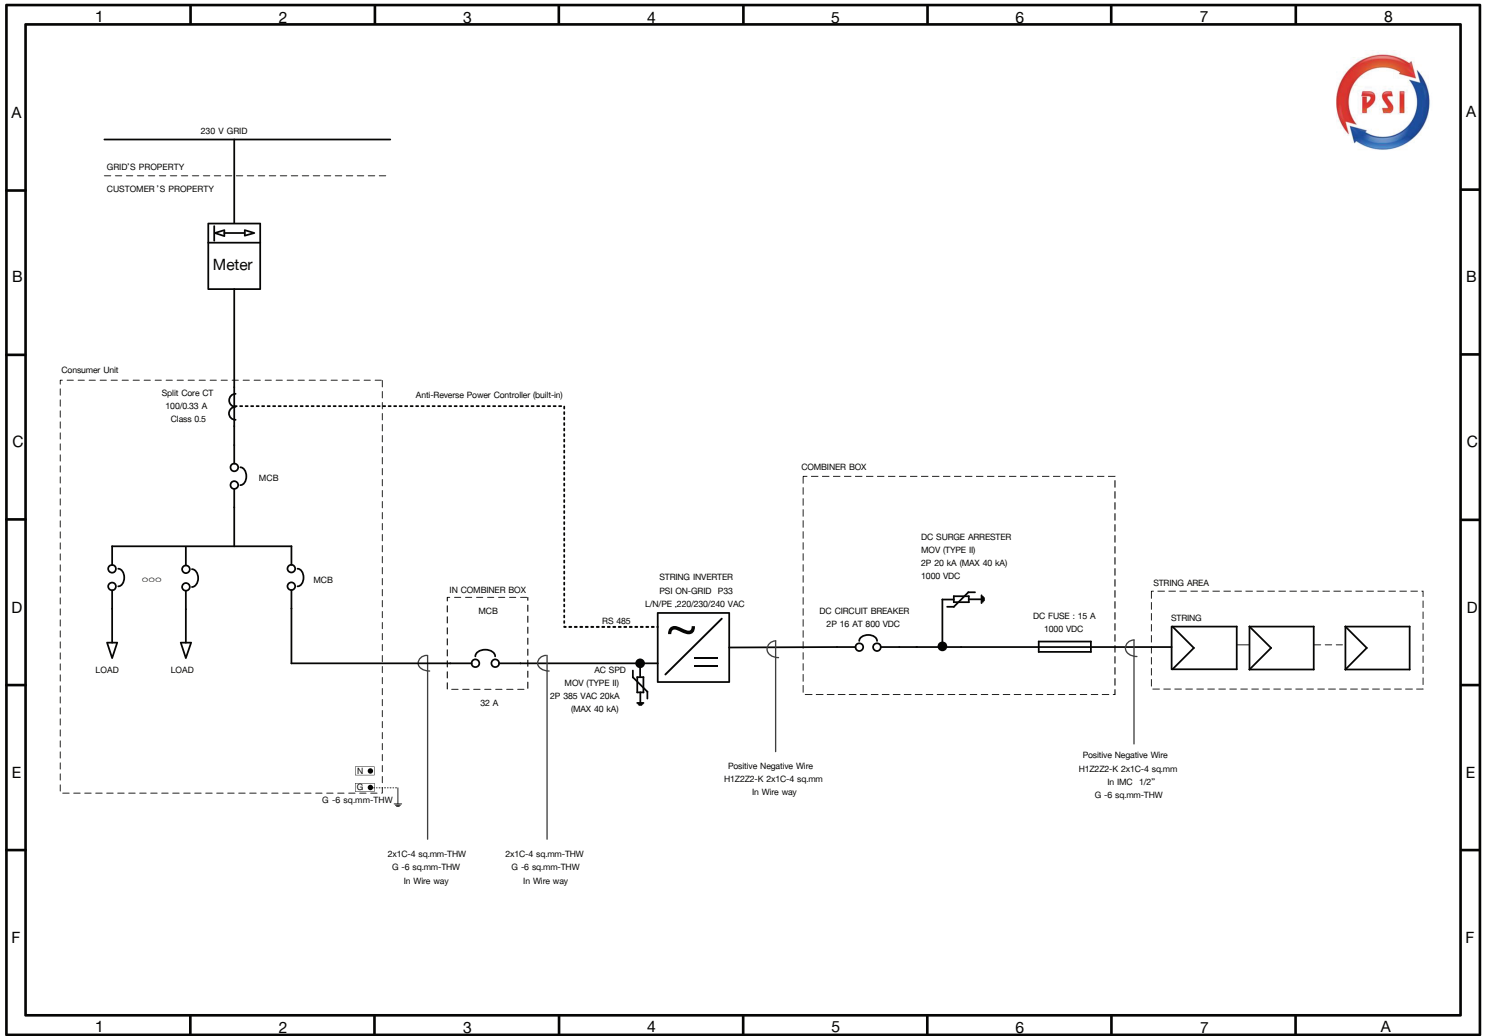 1 2 3 4 5 6 7 8
A A
PSI
230 V GRID
GRID'S PROPERTY
CUSTOMER 'S PROPERTY
Meter
B B
Consumer Unit
Split Core CT
100/0.33 A
Class 0.5
Anti-Reverse Power Controller (built-in)
C C
MCB
COMBINER BOX
DC SURGE ARRESTER
MOV (TYPE II)
2P 20 kA (MAX 40 kA)
1000 VDC
MCB
STRING INVERTER
PSI ON-GRID P33
L/N/PE ,220/230/240 VAC
IN COMBINER BOX
MCB
32 A
RS 485
DC CIRCUIT BREAKER
2P 16 AT 800 VDC
DC FUSE : 15 A
1000 VDC
STRING AREA
STRING
D D
LOAD LOAD
AC SPD
MOV (TYPE II)
2P 385 VAC 20kA
(MAX 40 kA)
E E
N
G
G -6 sq.mm-THW
Positive Negative Wire
H1Z2Z2-K 2x1C-4 sq.mm
In Wire way
Positive Negative Wire
H1Z2Z2-K 2x1C-4 sq.mm
In IMC 1/2"
G -6 sq.mm-THW
2x1C-4 sq.mm-THW
G -6 sq.mm-THW
In Wire way
2x1C-4 sq.mm-THW
G -6 sq.mm-THW
In Wire way
F F
1 2 3 4 5 6 7 A